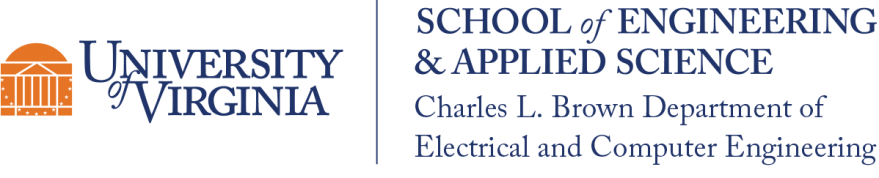 UNIVERSITY
of VIRGINIA
SCHOOL of ENGINEERING
& APPLIED SCIENCE
Charles L. Brown Department of
Electrical and Computer Engineering